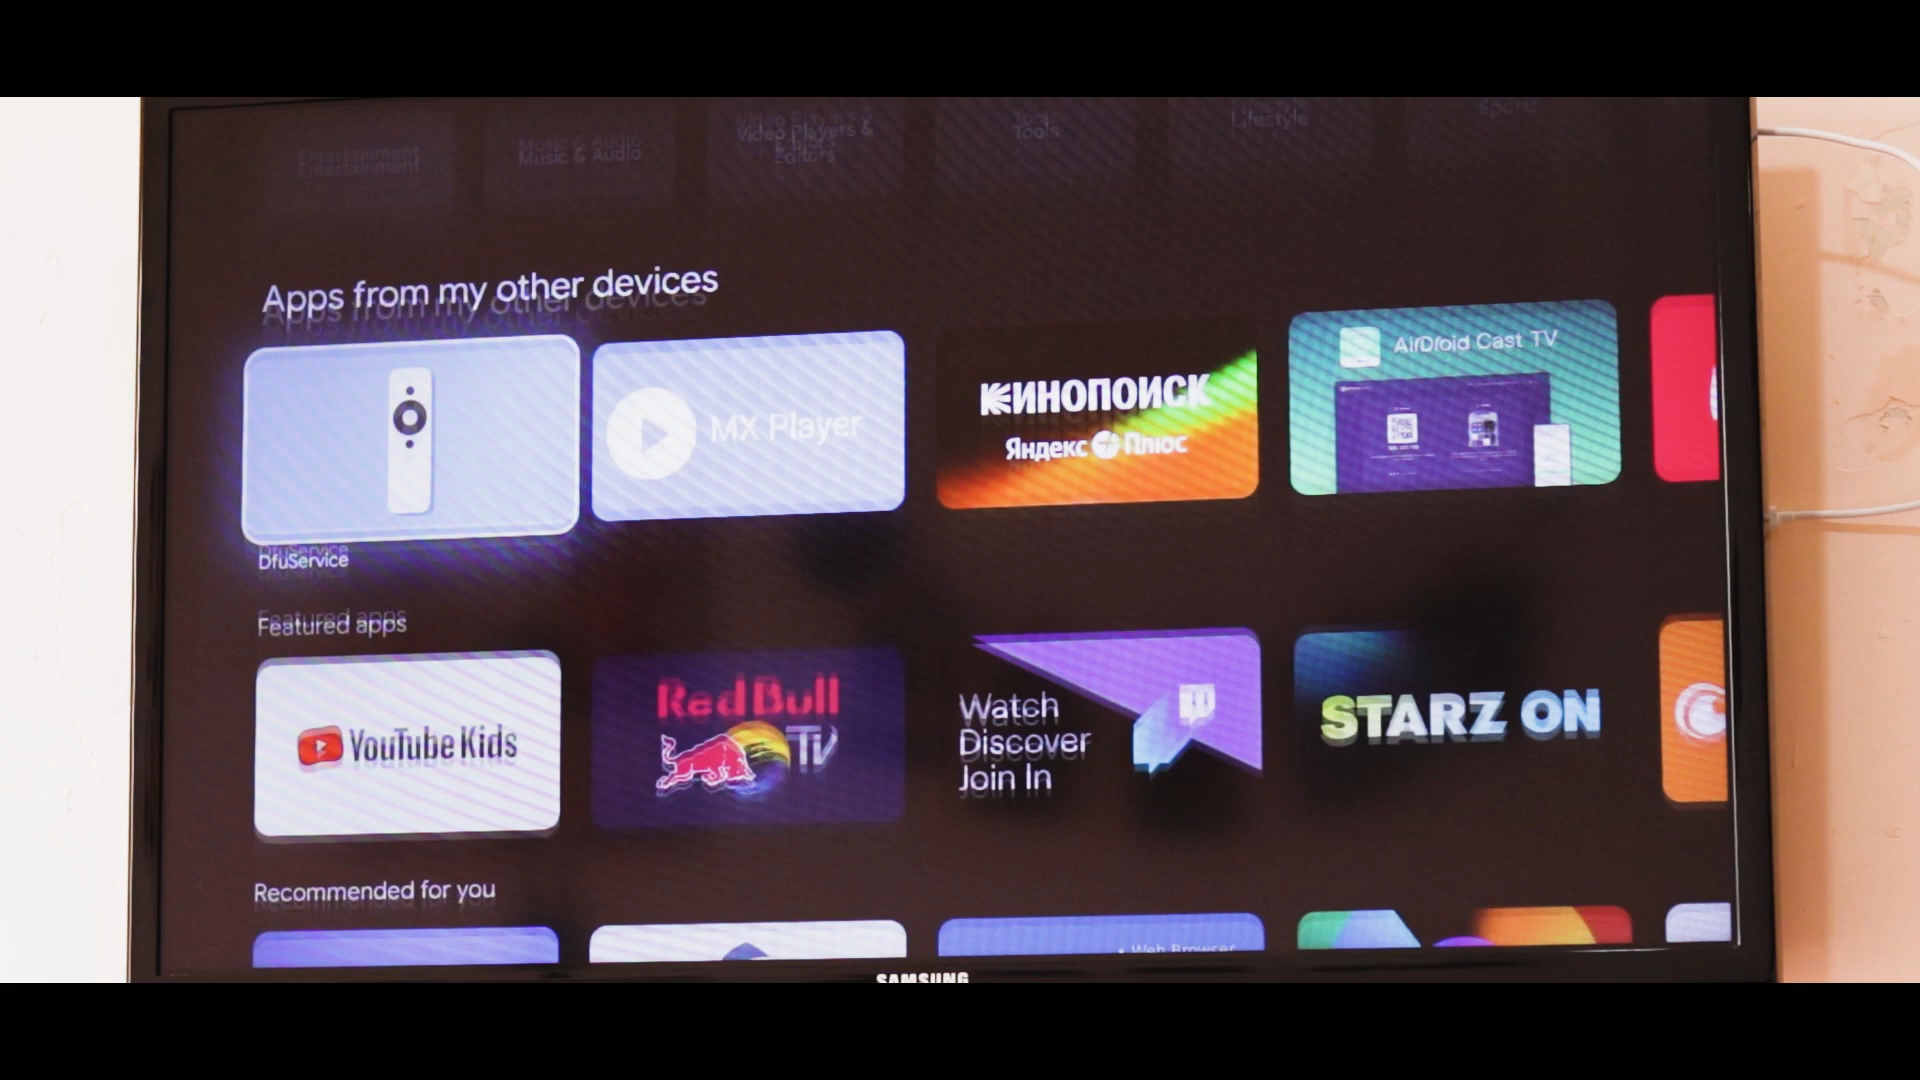 Entertainment
Music & Audio
Video Players &
Editors
Tools
Lifestyle
Sports
Apps from my other devices
MX Player
КИНОПОИСК
Яндекс Плюс
AirDroid Cast TV
DfuService
Featured apps
YouTube Kids
Red Bull
TV
Watch
Discover
Join In
STARZ ON
Recommended for you
• Web Browser
SAMSUNG